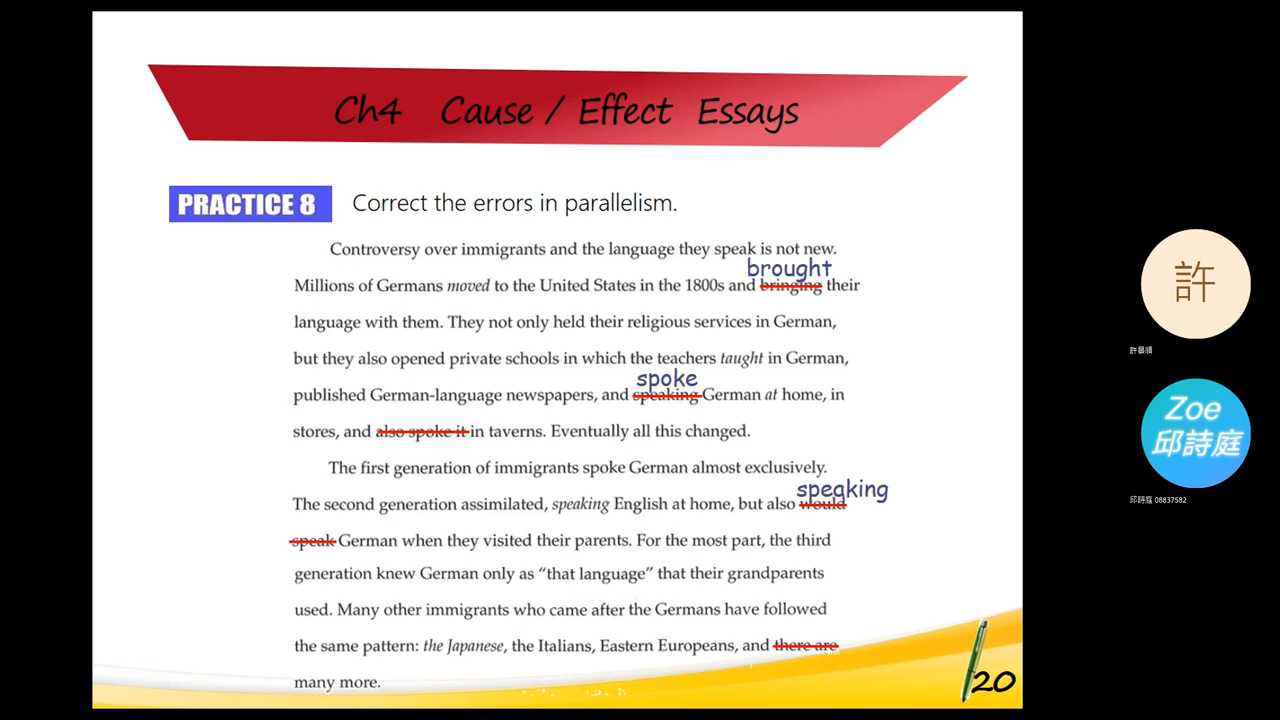 Ch4 Cause / Effect Essays
PRACTICE 8 Correct the errors in parallelism.
Controversy over immigrants and the language they speak is not new.
brought
Millions of Germans moved to the United States in the 1800s and bringing their
language with them. They not only held their religious services in German,
but they also opened private schools in which the teachers taught in German,
spoke
published German-language newspapers, and speaking German at home, in
stores, and also spoke it in taverns. Eventually all this changed.
The first generation of immigrants spoke German almost exclusively.
speaking
The second generation assimilated, speaking English at home, but also would
speak German when they visited their parents. For the most part, the third
generation knew German only as “that language” that their grandparents
used. Many other immigrants who came after the Germans have followed
the same pattern: the Japanese, the Italians, Eastern Europeans, and there are
many more.
20
許
許景順
Zoe
邱詩庭
邱詩庭 08837582